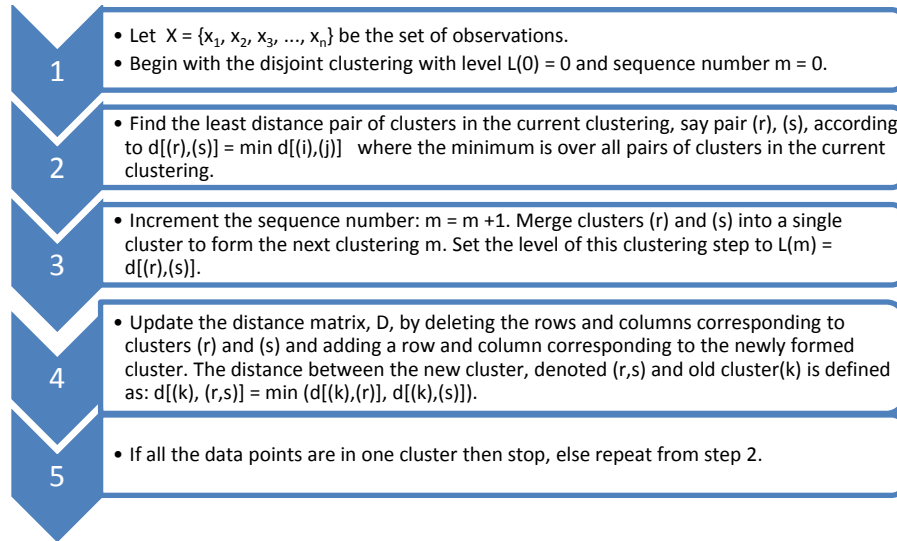 1
• Let X = {x₁, x₂, x₃, ..., xₙ} be the set of observations.
• Begin with the disjoint clustering with level L(0) = 0 and sequence number m = 0.
2
• Find the least distance pair of clusters in the current clustering, say pair (r), (s), according
to d[(r),(s)] = min d[(i),(j)] where the minimum is over all pairs of clusters in the current
clustering.
3
• Increment the sequence number: m = m +1. Merge clusters (r) and (s) into a single
cluster to form the next clustering m. Set the level of this clustering step to L(m) =
d[(r),(s)].
4
• Update the distance matrix, D, by deleting the rows and columns corresponding to
clusters (r) and (s) and adding a row and column corresponding to the newly formed
cluster. The distance between the new cluster, denoted (r,s) and old cluster(k) is defined
as: d[(k), (r,s)] = min (d[(k),(r)], d[(k),(s)]).
5
• If all the data points are in one cluster then stop, else repeat from step 2.